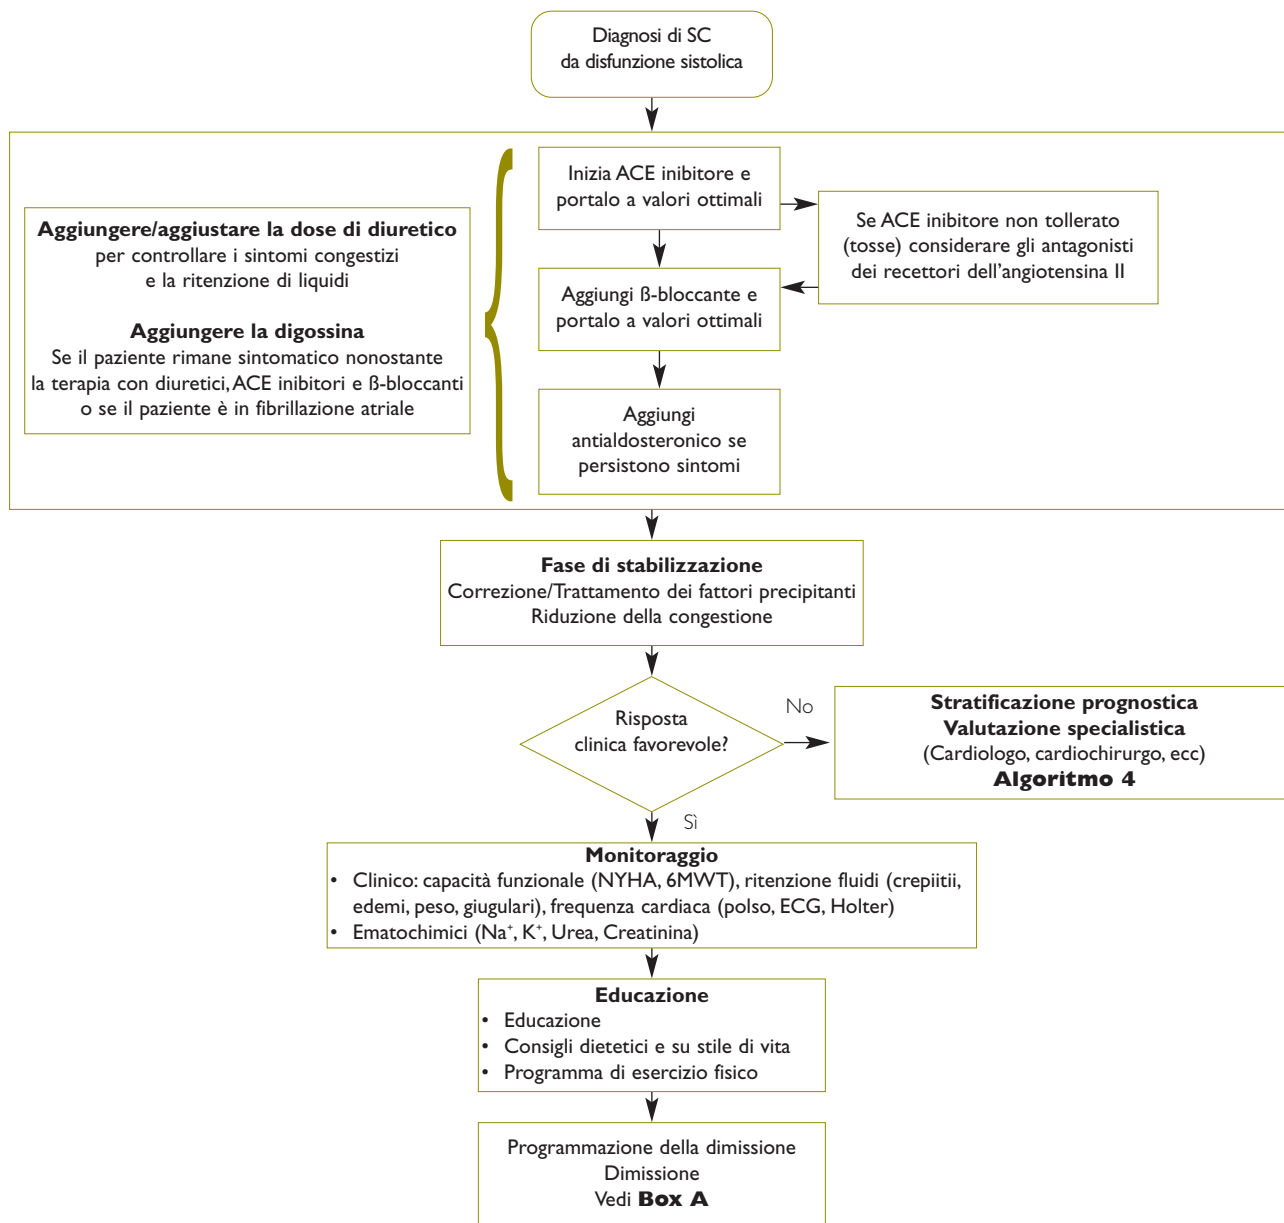 Diagnosi di SC
da disfunzione sistolica
Inizia ACE inibitore e
portalo a valori ottimali
Se ACE inibitore non tollerato
(tosse) considerare gli antagonisti
dei recettori dell'angiotensina II
Aggiungere/aggiustare la dose di diuretico
per controllare i sintomi congestizi
e la ritenzione di liquidi
Aggiungere la digossina
Se il paziente rimane sintomatico nonostante
la terapia con diuretici, ACE inibitori e ß-bloccanti
o se il paziente è in fibrillazione atriale
Aggiungi ß-bloccante e
portalo a valori ottimali
Aggiungi
antialdosteronico se
persistono sintomi
Fase di stabilizzazione
Correzione/Trattamento dei fattori precipitanti
Riduzione della congestione
Risposta
clinica favorevole?
No
Stratificazione prognostica
Valutazione specialistica
(Cardiologo, cardiochirurgo, ecc)
Algoritmo 4
Sì
Monitoraggio
• Clinico: capacità funzionale (NYHA, 6MWT), ritenzione fluidi (crepiitii,
edemi, peso, giugulari), frequenza cardiaca (polso, ECG, Holter)
• Ematochimici (Na⁺, K⁺, Urea, Creatinina)
Educazione
• Educazione
• Consigli dietetici e su stile di vita
• Programma di esercizio fisico
Programmazione della dimissione
Dimissione
Vedi Box A